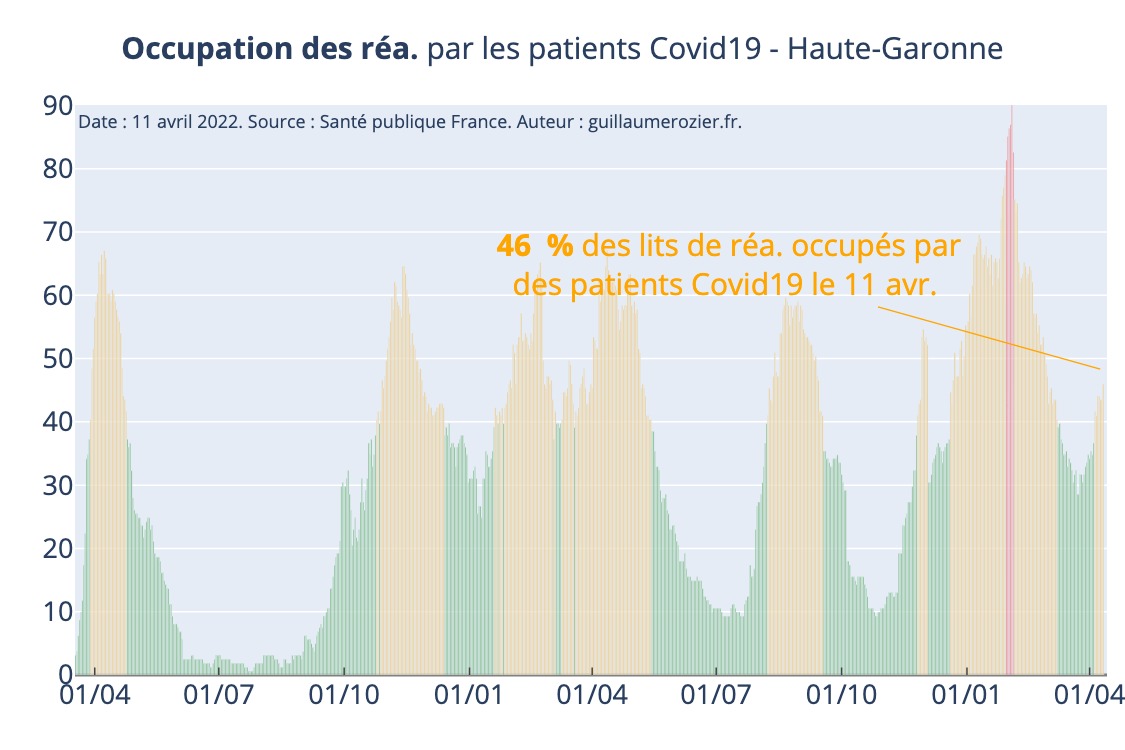 Occupation des réa. par les patients Covid19 - Haute-Garonne
90
Date : 11 avril 2022. Source : Santé publique France. Auteur : guillaumerozier.fr.
80
70
46  % des lits de réa. occupés par
des patients Covid19 le 11 avr.
60
50
40
30
20
10
0
01/04 01/07 01/10 01/01 01/04 01/07 01/10 01/01 01/04